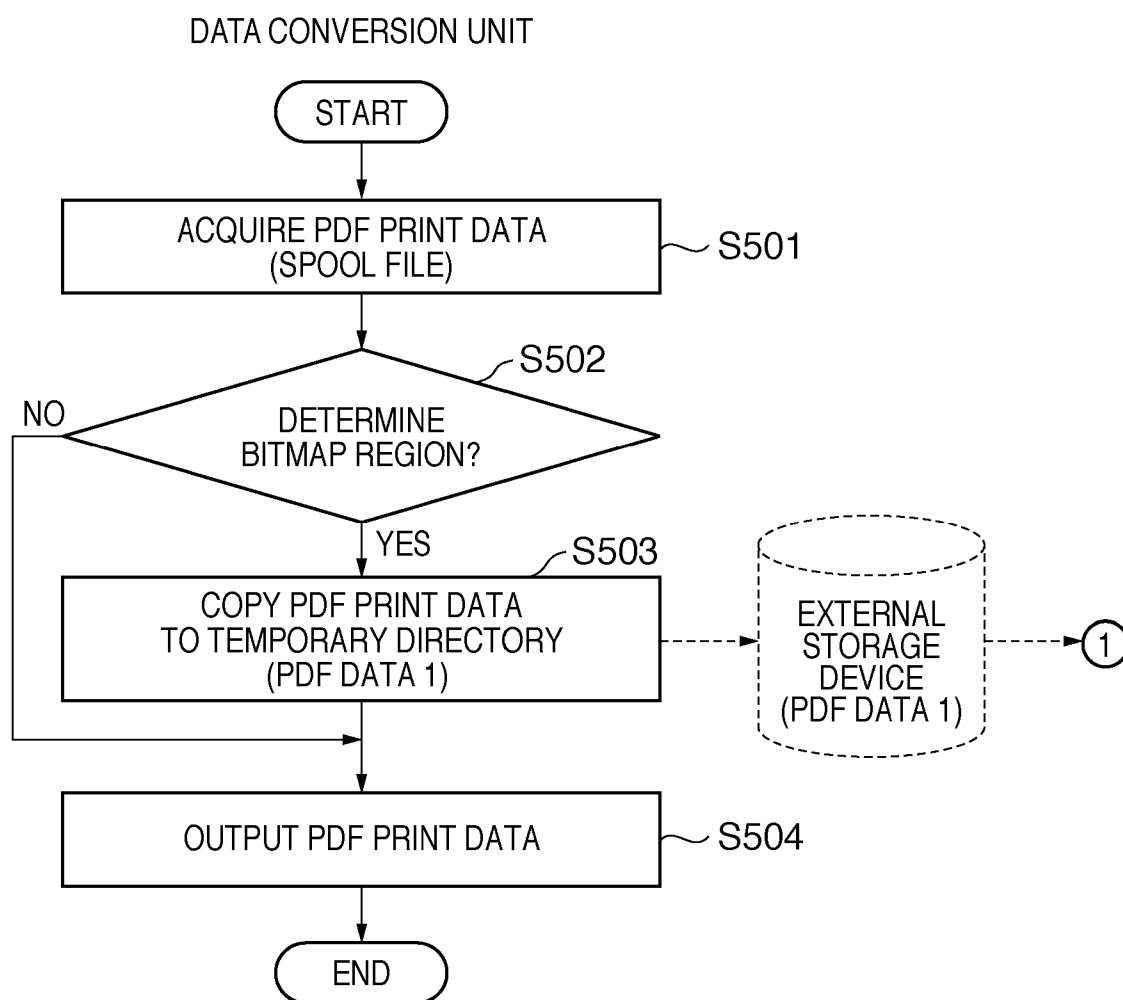 DATA CONVERSION UNIT
START
ACQUIRE PDF PRINT DATA
(SPOOL FILE)
S501
S502
NO
DETERMINE
BITMAP REGION?
YES
S503
COPY PDF PRINT DATA
TO TEMPORARY DIRECTORY
(PDF DATA 1)
EXTERNAL
STORAGE
DEVICE
(PDF DATA 1)
1
OUTPUT PDF PRINT DATA
S504
END